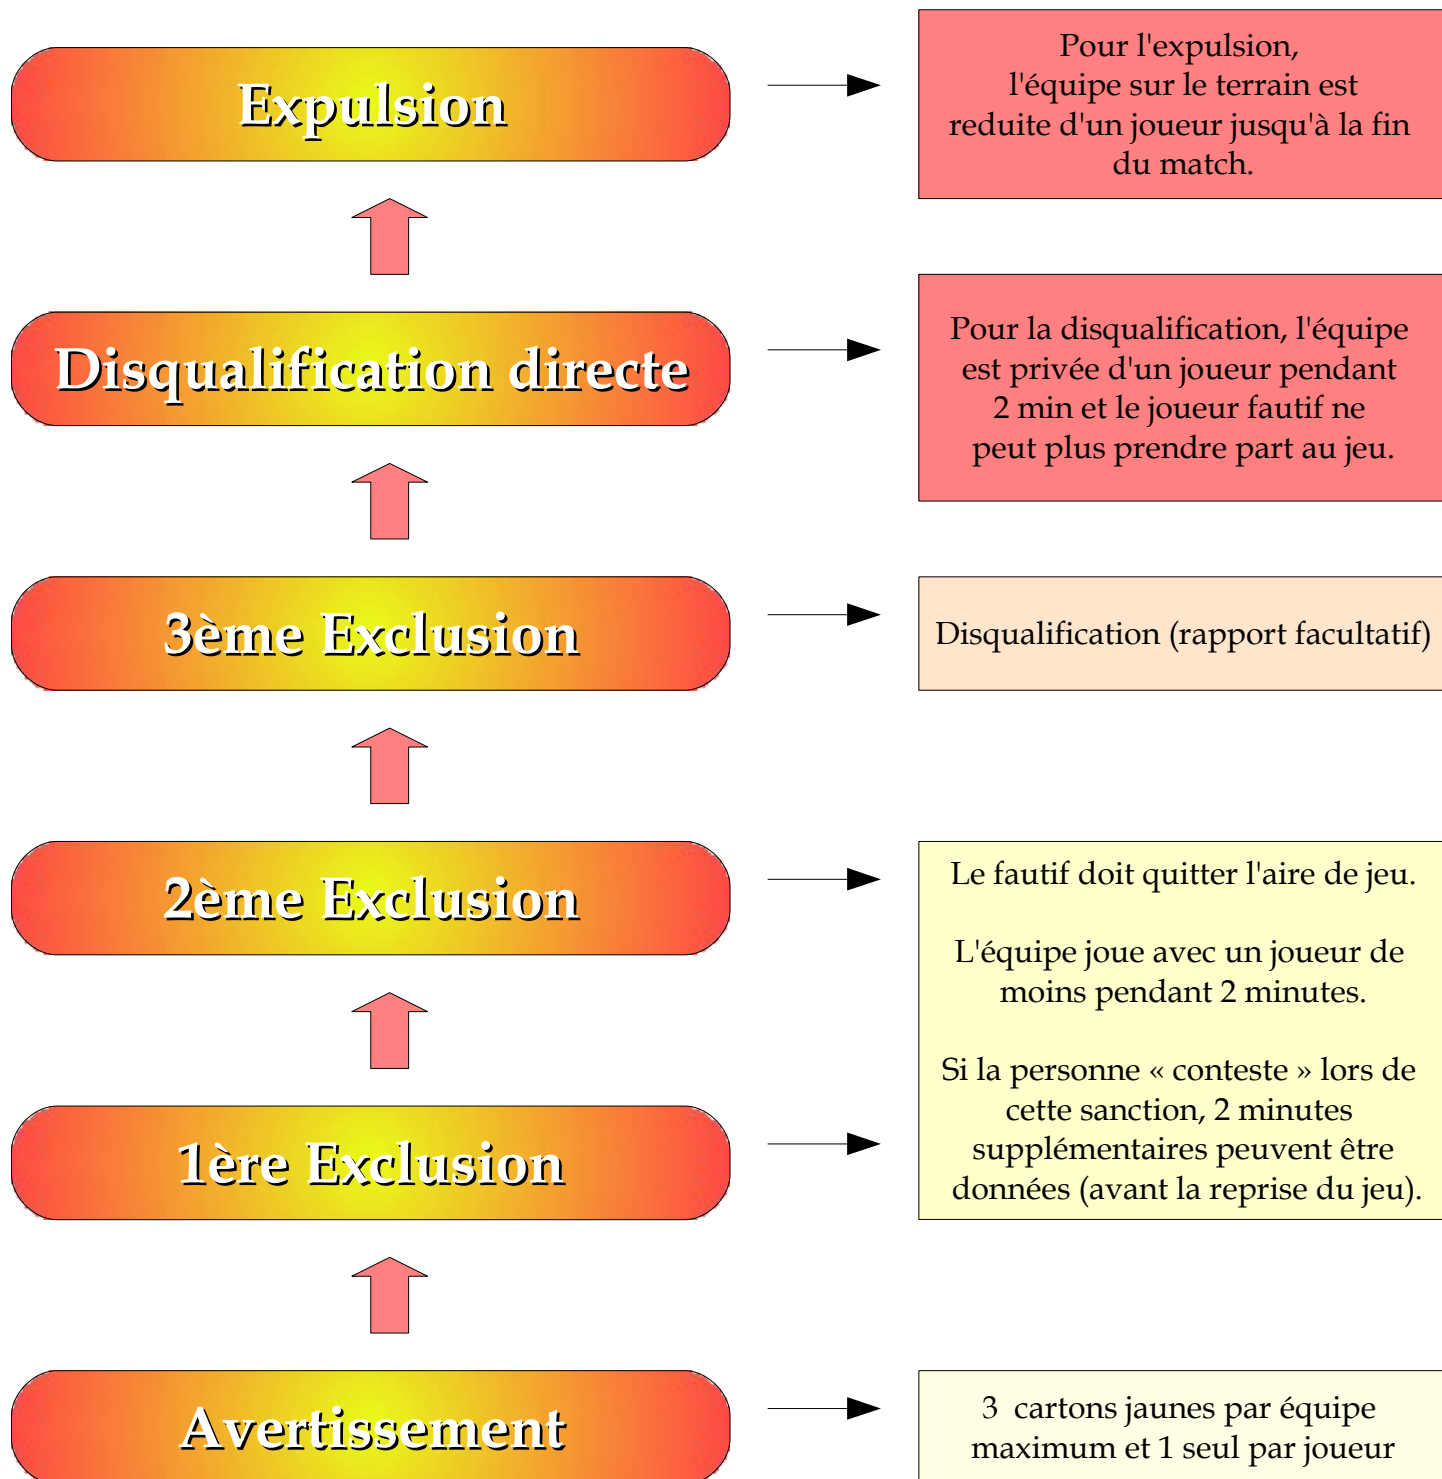 Expulsion
Pour l'expulsion,
l'équipe sur le terrain est
reduite d'un joueur jusqu'à la fin
du match.
Disqualification directe
Pour la disqualification, l'équipe
est privée d'un joueur pendant
2 min et le joueur fautif ne
peut plus prendre part au jeu.
3ème Exclusion
Disqualification (rapport facultatif)
2ème Exclusion
Le fautif doit quitter l'aire de jeu.
L'équipe joue avec un joueur de
moins pendant 2 minutes.
Si la personne « conteste » lors de
cette sanction, 2 minutes
supplémentaires peuvent être
données (avant la reprise du jeu).
1ère Exclusion
Avertissement
3 cartons jaunes par équipe
maximum et 1 seul par joueur